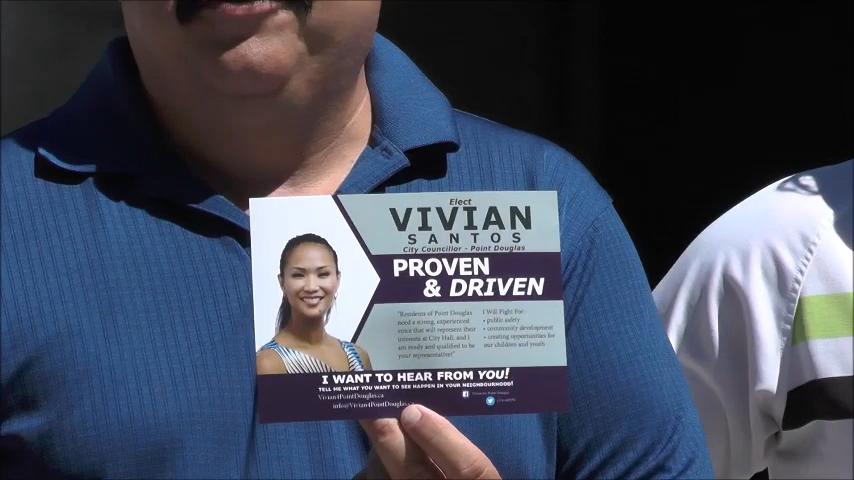 Elect
VIVIAN
SANTOS
City Councillor - Point Douglas
PROVEN
& DRIVEN
"Residents of Point Douglas
need a strong, experienced
voice that will represent their
interests at City Hall, and I
am ready and qualified to be
your representative!"
I Will Fight For:
• public safety
• community development
• creating opportunities for
our children and youth
I WANT TO HEAR FROM YOU!
TELL ME WHAT YOU WANT TO SEE HAPPEN IN YOUR NEIGHBOURHOOD!
Vivian4PointDouglas.ca
info@Vivian4PointDouglas.ca